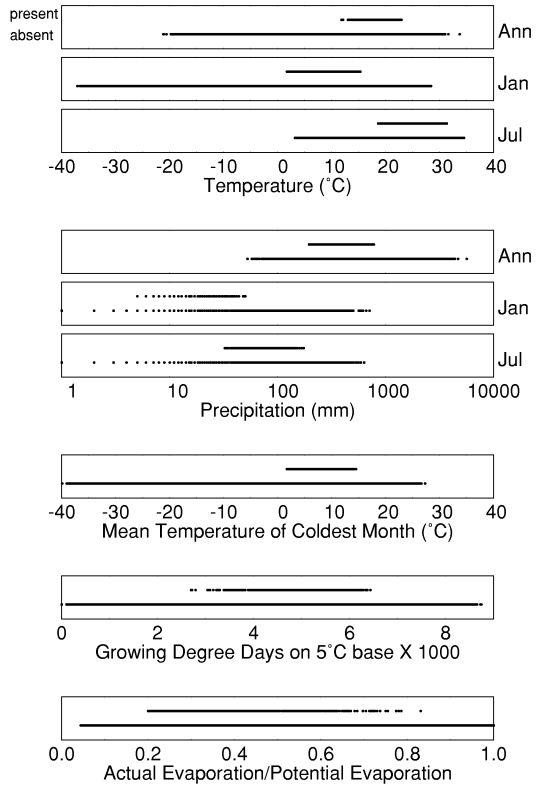 present
absent
Ann
Jan
Jul
-40 -30 -20 -10 0 10 20 30 40
Temperature (˚C)
Ann
Jan
Jul
1 10 100 1000 10000
Precipitation (mm)
-40 -30 -20 -10 0 10 20 30 40
Mean Temperature of Coldest Month (˚C)
0 2 4 6 8
Growing Degree Days on 5˚C base X 1000
0.0 0.2 0.4 0.6 0.8 1.0
Actual Evaporation/Potential Evaporation